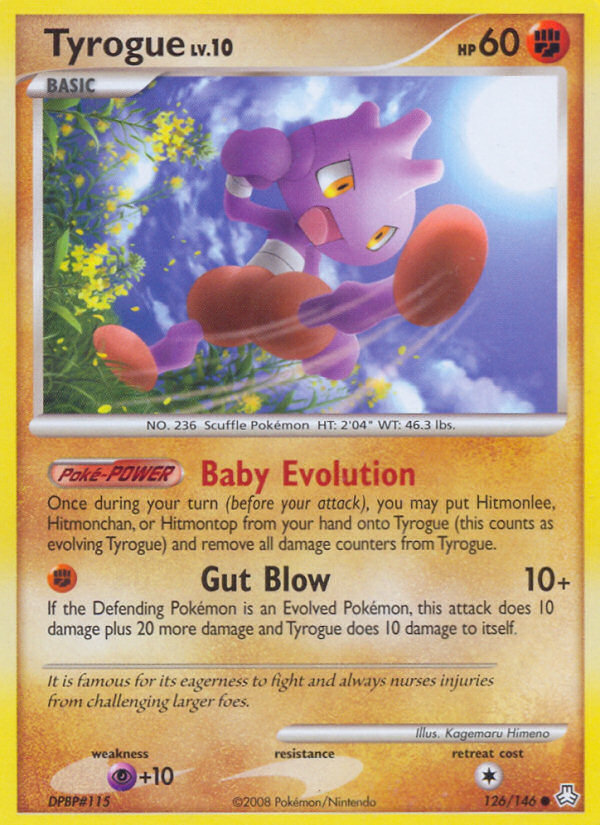 Tyrogue LV.10 HP 60
BASIC
NO. 236 Scuffle Pokémon HT: 2'04" WT: 46.3 lbs.
Poké-POWER Baby Evolution
Once during your turn (before your attack), you may put Hitmonlee,
Hitmonchan, or Hitmontop from your hand onto Tyrogue (this counts as
evolving Tyrogue) and remove all damage counters from Tyrogue.
Gut Blow 10+
If the Defending Pokémon is an Evolved Pokémon, this attack does 10
damage plus 20 more damage and Tyrogue does 10 damage to itself.
It is famous for its eagerness to fight and always nurses injuries
from challenging larger foes.
Illus. Kagemaru Himeno
weakness resistance retreat cost
+10
DPBP#115 ©2008 Pokémon/Nintendo 126/146